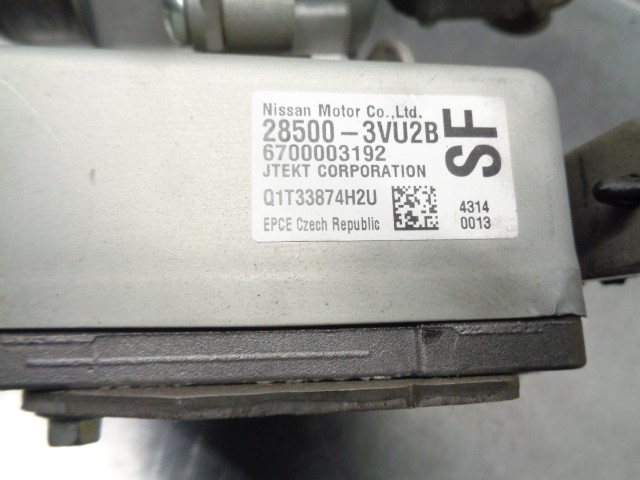 Nissan Motor Co.,Ltd.
28500-3VU2B
6700003192
JTEKT CORPORATION
Q1T33874H2U
EPCE Czech Republic
SF
4314
0013